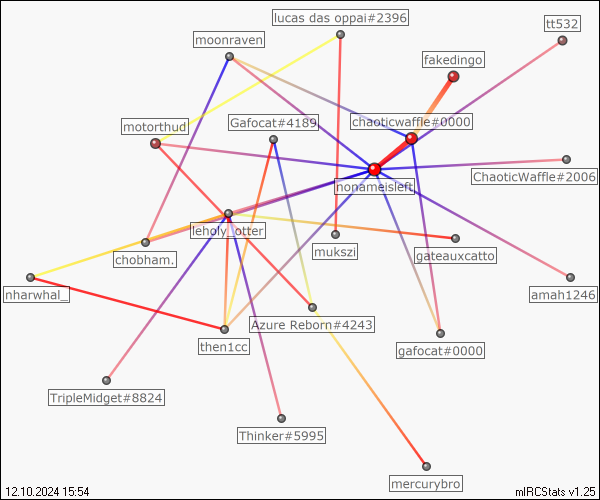 lucas das oppai#2396
tt532
moonraven
fakedingo
chaoticwaffle#0000
Gafocat#4189
motorthud
ChaoticWaffle#2006
nonameisleft
leholy_otter
mukszi
gateauxcatto
chobham.
nharwhal_
amah1246
Azure Reborn#4243
then1cc
gafocat#0000
TripleMidget#8824
Thinker#5995
mercurybro
12.10.2024 15:54
mIRCStats v1.25